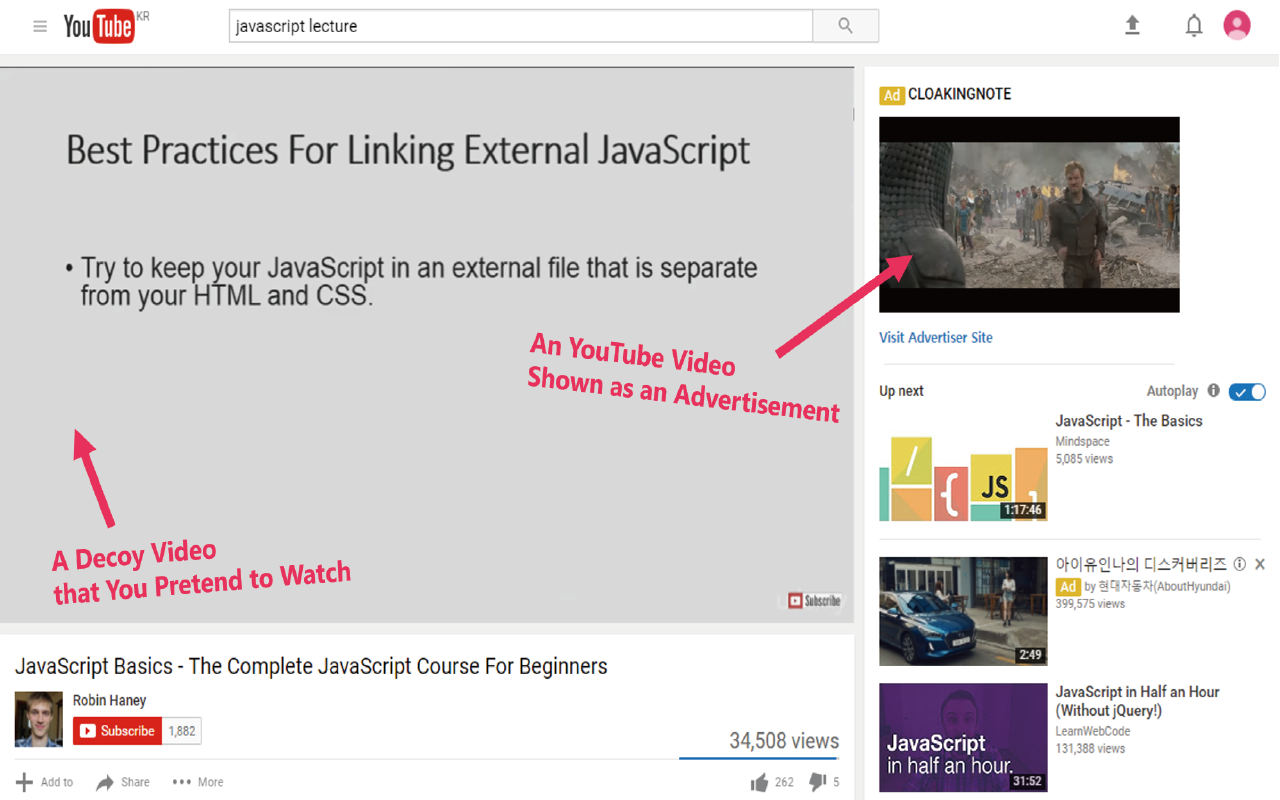 YouTube KR
javascript lecture
Best Practices For Linking External JavaScript
• Try to keep your JavaScript in an external file that is separate
from your HTML and CSS.
An YouTube Video
Shown as an Advertisement
A Decoy Video
that You Pretend to Watch
Subscribe
JavaScript Basics - The Complete JavaScript Course For Beginners
Robin Haney
Subscribe 1,882
34,508 views
Add to Share More
262 5
Ad CLOAKINGNOTE
Visit Advertiser Site
Up next Autoplay
JavaScript - The Basics
Mindspace
5,085 views
/ { JS ]
1:17:46
아이유인나의 디스커버리즈
Ad by 현대자동차(AboutHyundai)
399,575 views
2:49
JavaScript in Half an Hour
(Without jQuery!)
LearnWebCode
131,388 views
JavaScript
in half an hour.
31:52